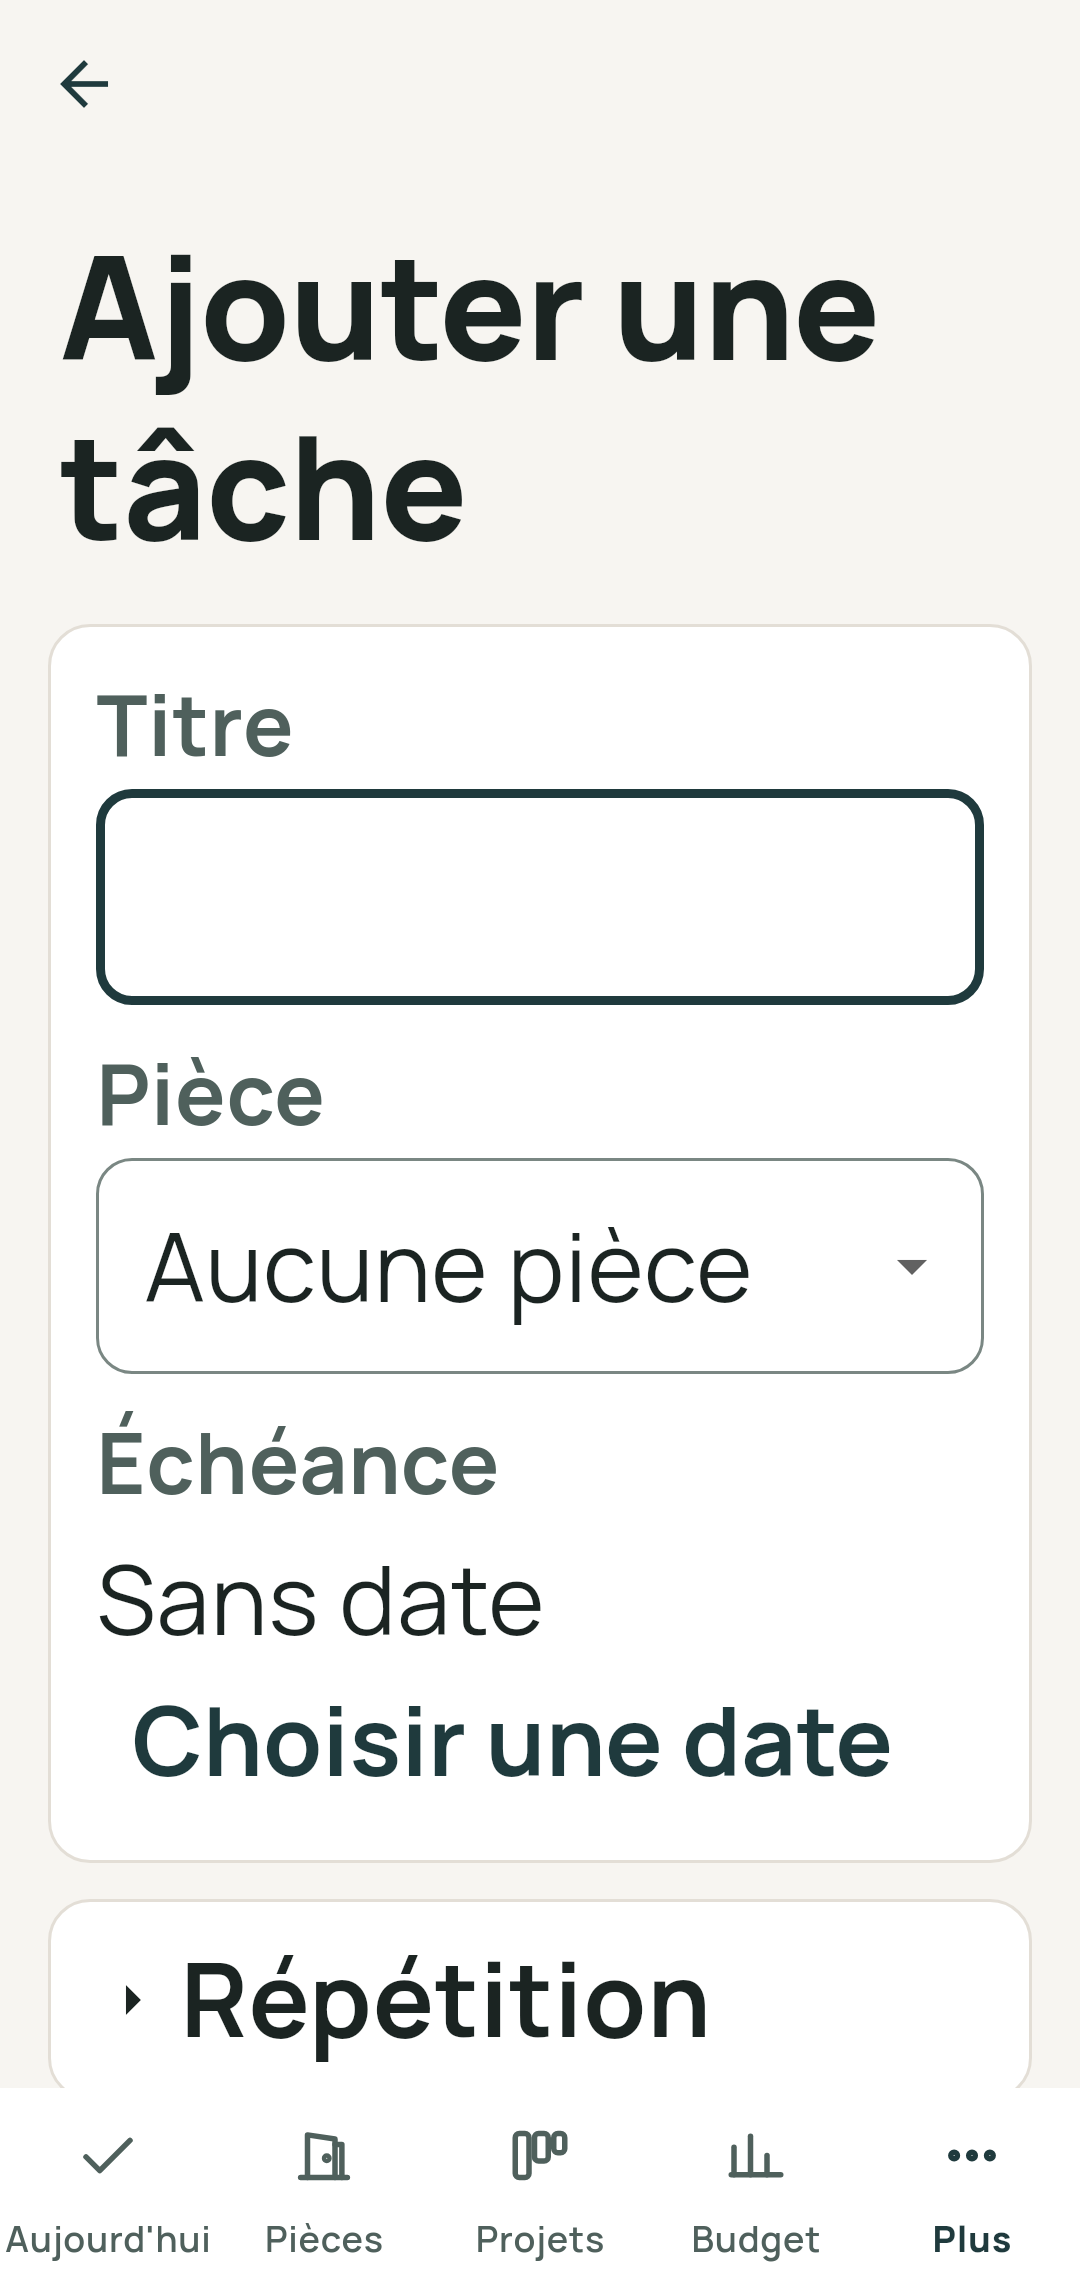 Ajouter une
tâche
Titre
Pièce
Aucune pièce
Échéance
Sans date
Choisir une date
Répétition
Aujourd'hui
Pièces
Projets
Budget
Plus